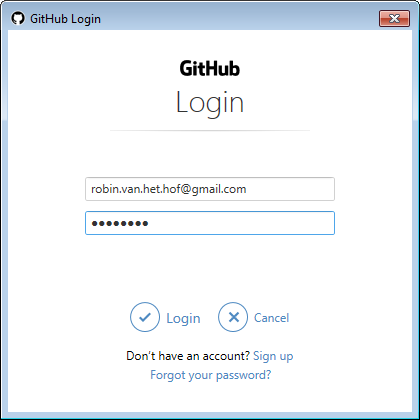 GitHub Login
GitHub
Login
robin.van.het.hof@gmail.com
●●●●●●●●
Login Cancel
Don't have an account? Sign up
Forgot your password?